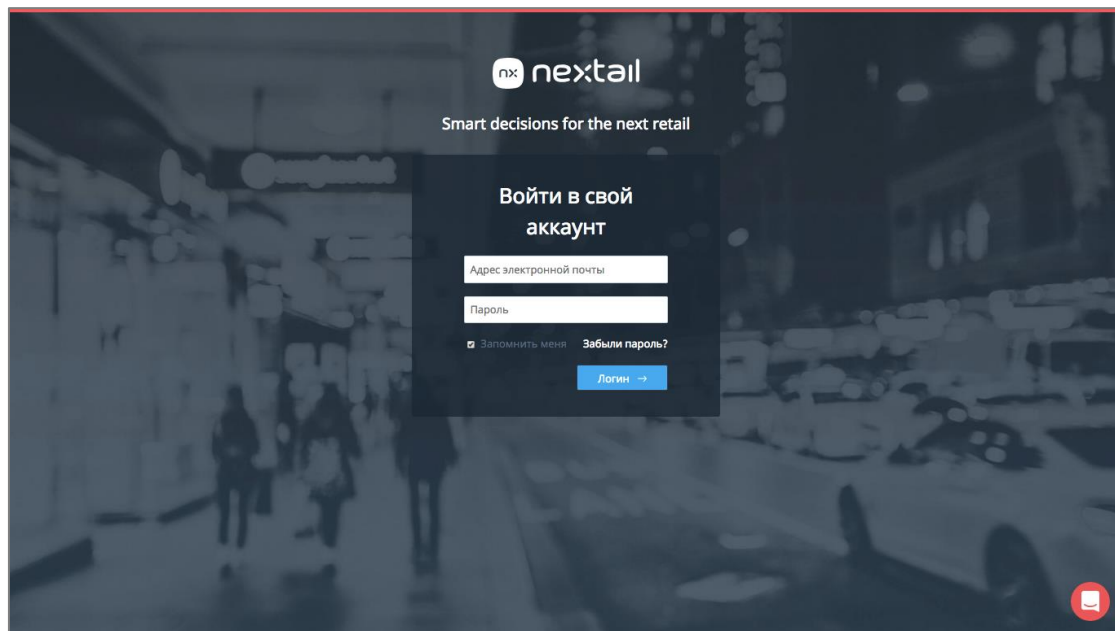 nx nextail
Smart decisions for the next retail
Войти в свой
аккаунт
Адрес электронной почты
Пароль
Запомнить меня Забыли пароль?
Логин →